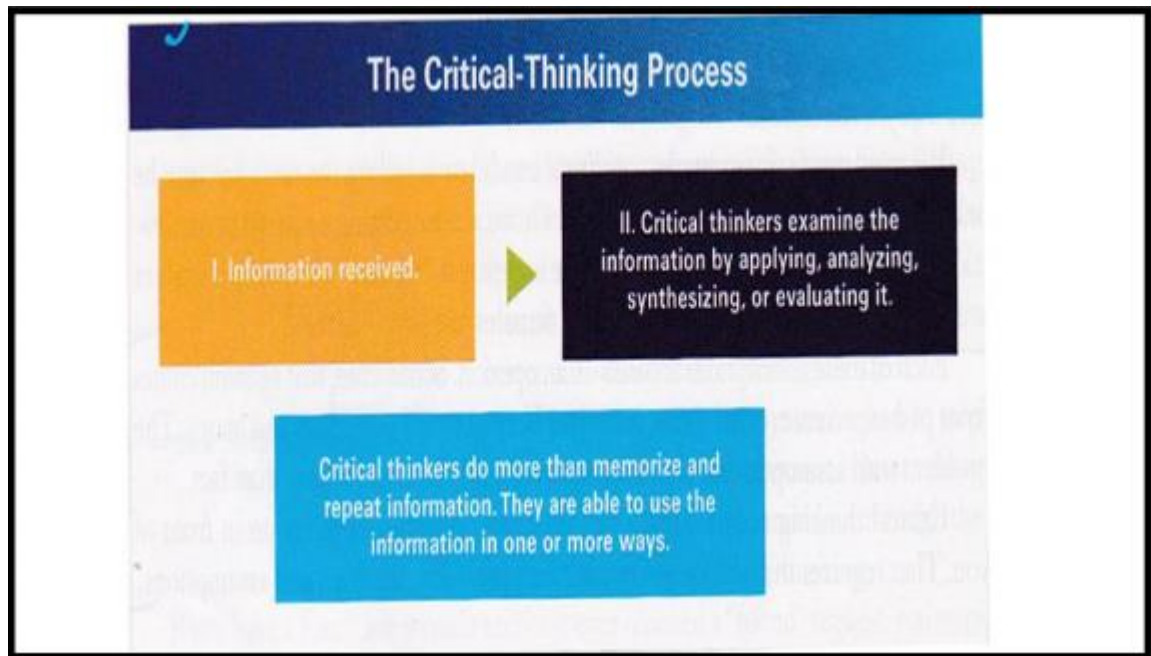 The Critical-Thinking Process
I. Information received.
II. Critical thinkers examine the
information by applying, analyzing,
synthesizing, or evaluating it.
Critical thinkers do more than memorize and
repeat information. They are able to use the
information in one or more ways.